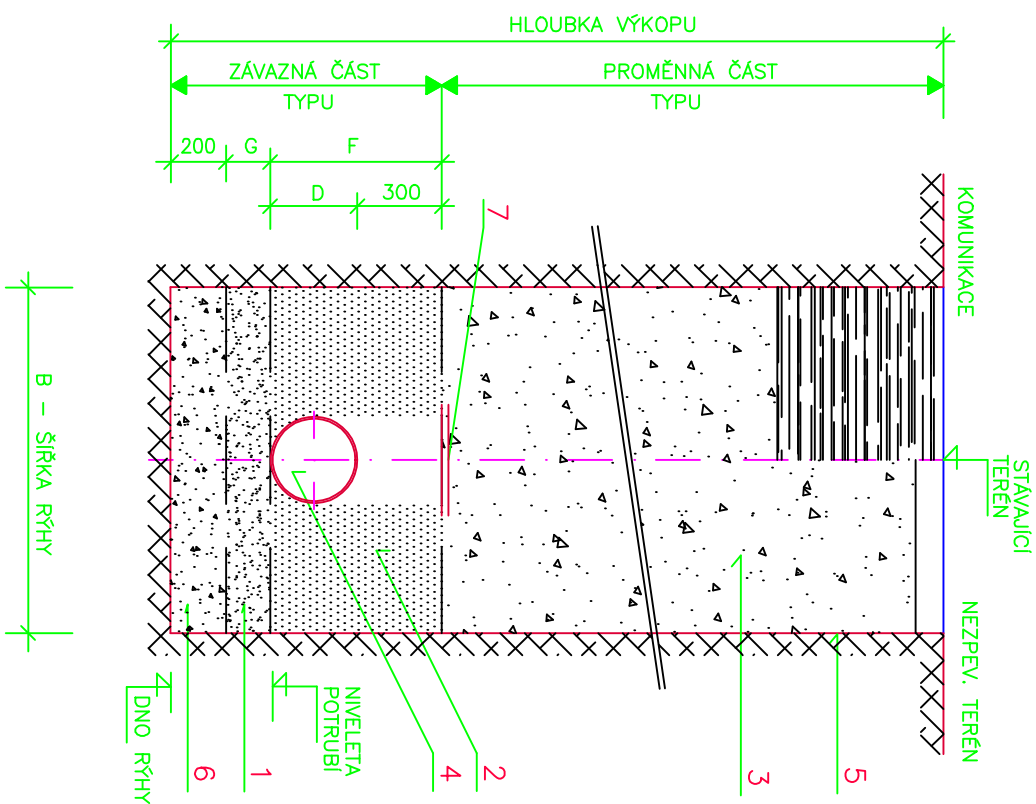 HLOUBKA VÝKOPU
ZÁVAZNÁ ČÁST
TYPU
PROMĚNNÁ ČÁST
TYPU
200
G
F
D
300
7
KOMUNIKACE
STÁVAJÍCÍ
TERÉN
NEZPEV. TERÉN
B - ŠÍŘKA RÝHY
NIVELETA
POTRUBÍ
DNO RÝHY
6
1
4
2
3
5